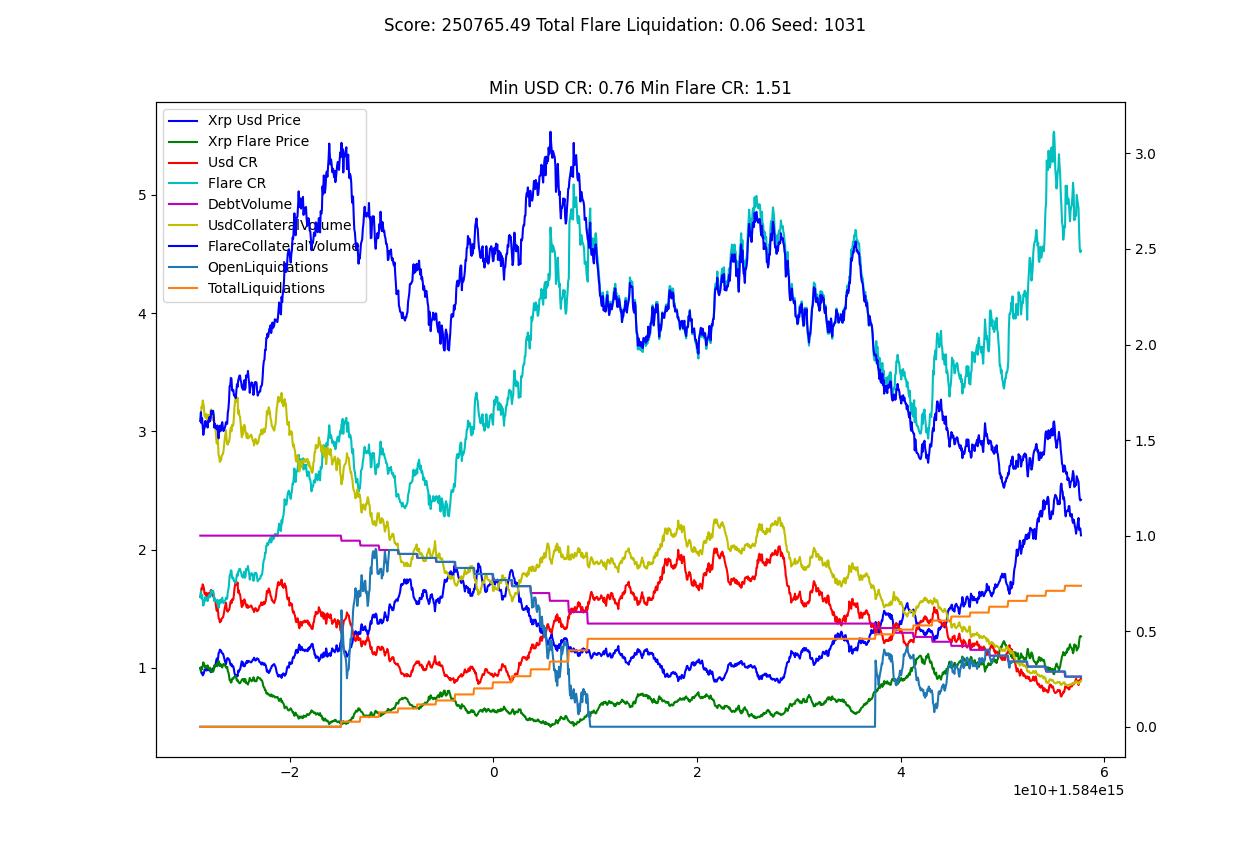 Score: 250765.49 Total Flare Liquidation: 0.06 Seed: 1031
Min USD CR: 0.76 Min Flare CR: 1.51
Xrp Usd Price
Xrp Flare Price
Usd CR
Flare CR
DebtVolume
UsdCollateralVolume
FlareCollateralVolume
OpenLiquidations
TotalLiquidations
5
4
3
2
1
3.0
2.5
2.0
1.5
1.0
0.5
0.0
−2 0 2 4 6
1e10+1.584e15